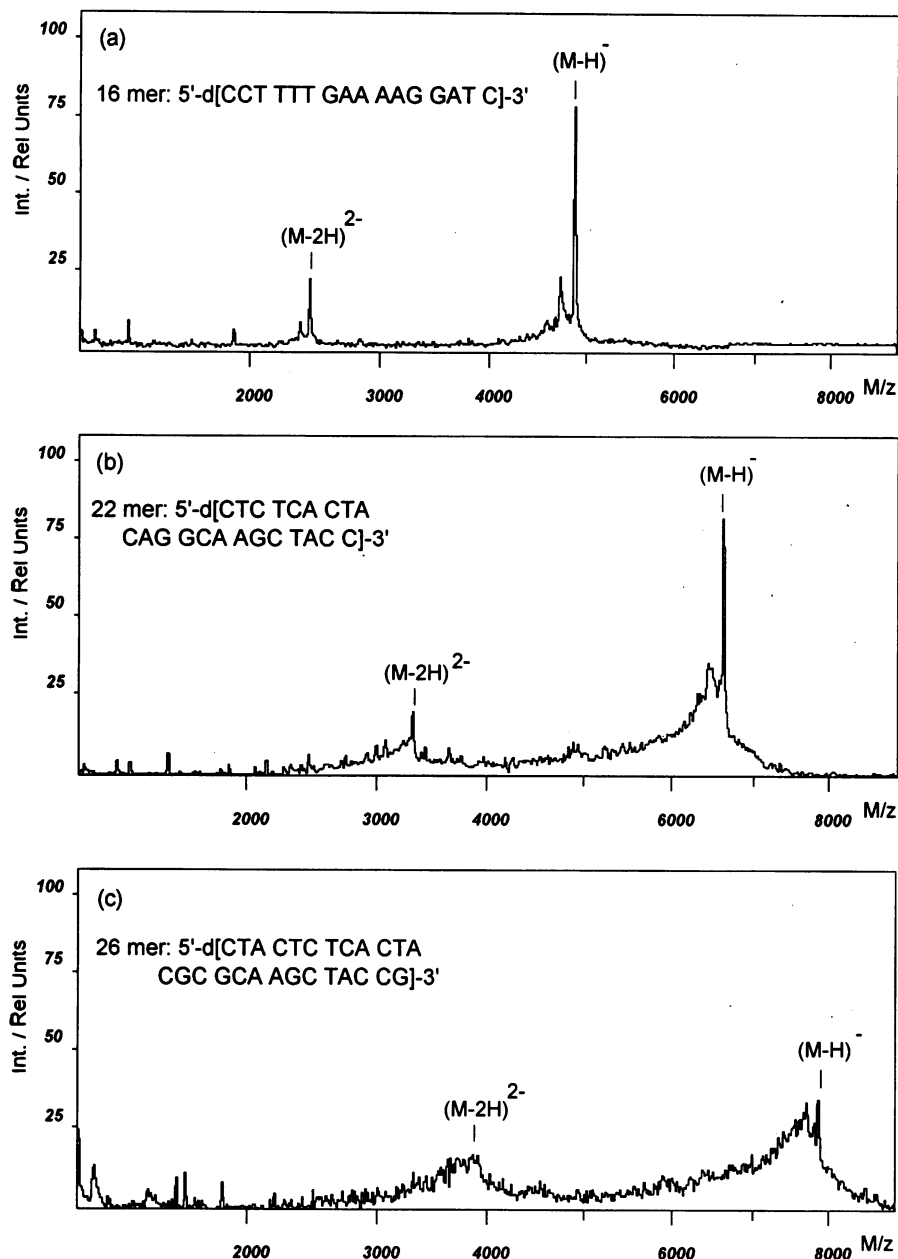 (a)
(M-H)-
16 mer: 5'-d[CCT TTT GAA AAG GAT C]-3'
(M-2H)2-
Int. / Rel Units
100
75
50
25
2000 3000 4000 6000 8000 M/z
(b)
(M-H)-
22 mer: 5'-d[CTC TCA CTA
CAG GCA AGC TAC C]-3'
(M-2H)2-
Int. / Rel Units
100
75
50
25
2000 3000 4000 6000 8000 M/z
(c)
26 mer: 5'-d[CTA CTC TCA CTA
CGC GCA AGC TAC CG]-3'
(M-H)-
(M-2H)2-
Int. / Rel Units
100
75
50
25
2000 3000 4000 6000 8000 M/z